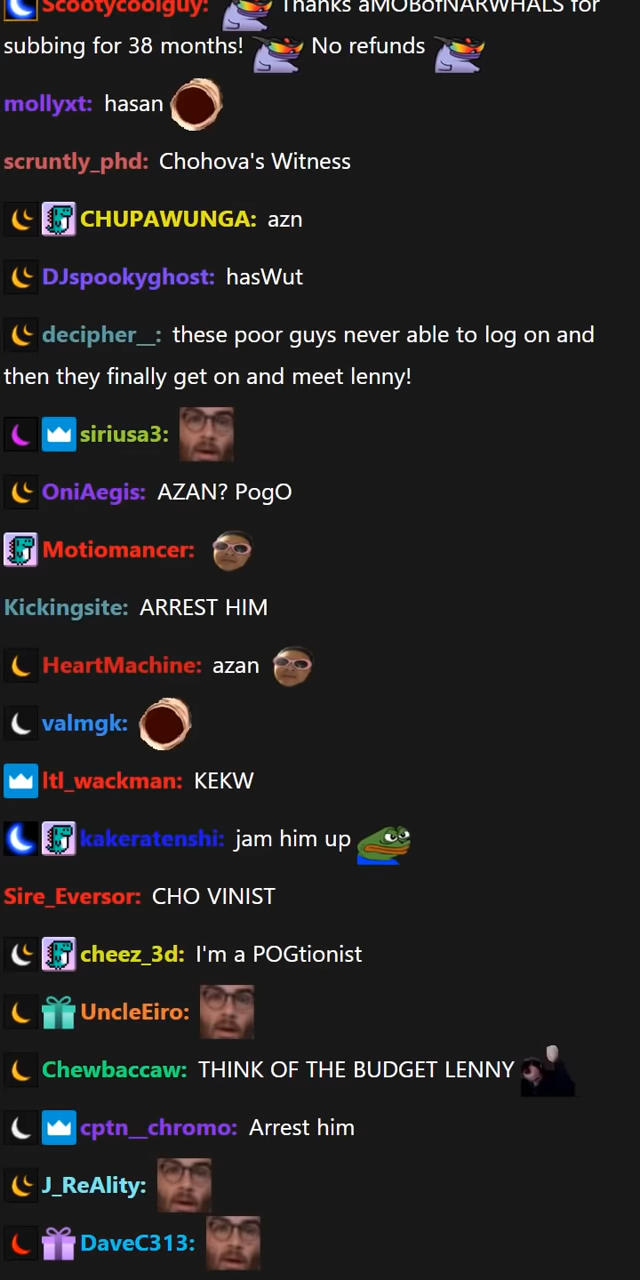 Scootycoolguy: Thanks aMOBofNARWHALS for
subbing for 38 months! No refunds
mollyxt: hasan
scruntly_phd: Chohova's Witness
CHUPAWUNGA: azn
DJspookyghost: hasWut
decipher__: these poor guys never able to log on and
then they finally get on and meet lenny!
siriusa3:
OniAegis: AZAN? PogO
Motiomancer:
Kickingsite: ARREST HIM
HeartMachine: azan
valmgk:
ltl_wackman: KEKW
kakeratenshi: jam him up
Sire_Eversor: CHO VINIST
cheez_3d: I'm a POGtionist
UncleEiro:
Chewbaccaw: THINK OF THE BUDGET LENNY
cptn__chromo: Arrest him
J_ReAlity:
DaveC313: